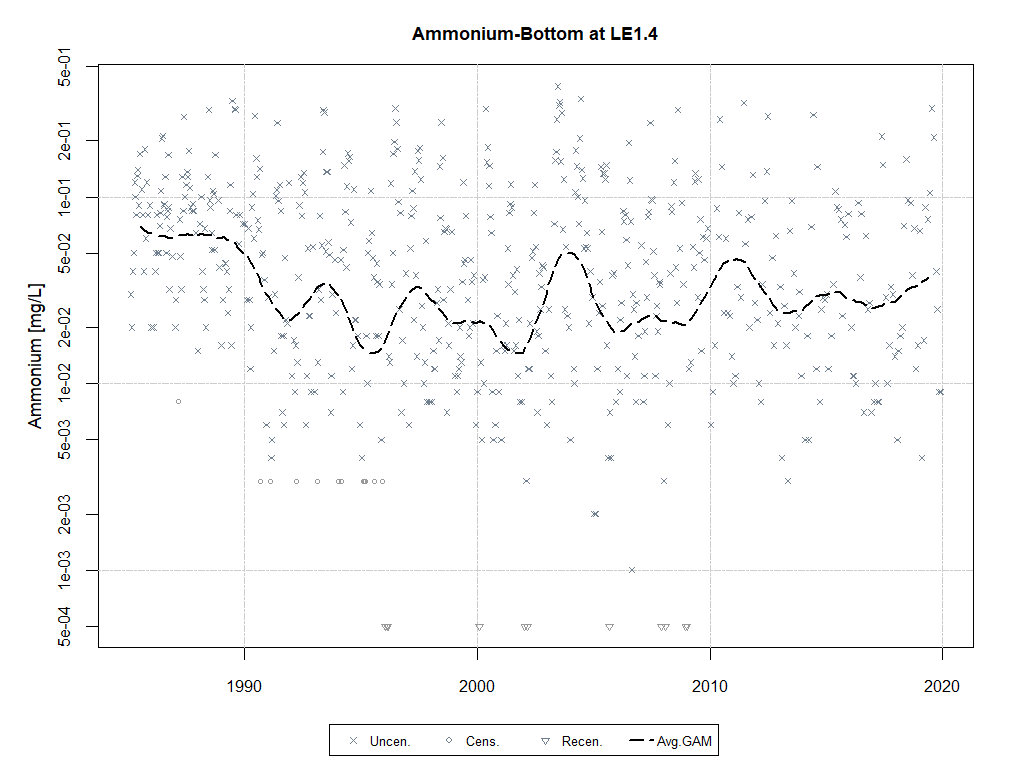 Ammonium-Bottom at LE1.4
Ammonium [mg/L]
5e-01
2e-01
1e-01
5e-02
2e-02
1e-02
5e-03
2e-03
1e-03
5e-04
1990 2000 2010 2020
Uncen. Cens. Recen. Avg.GAM